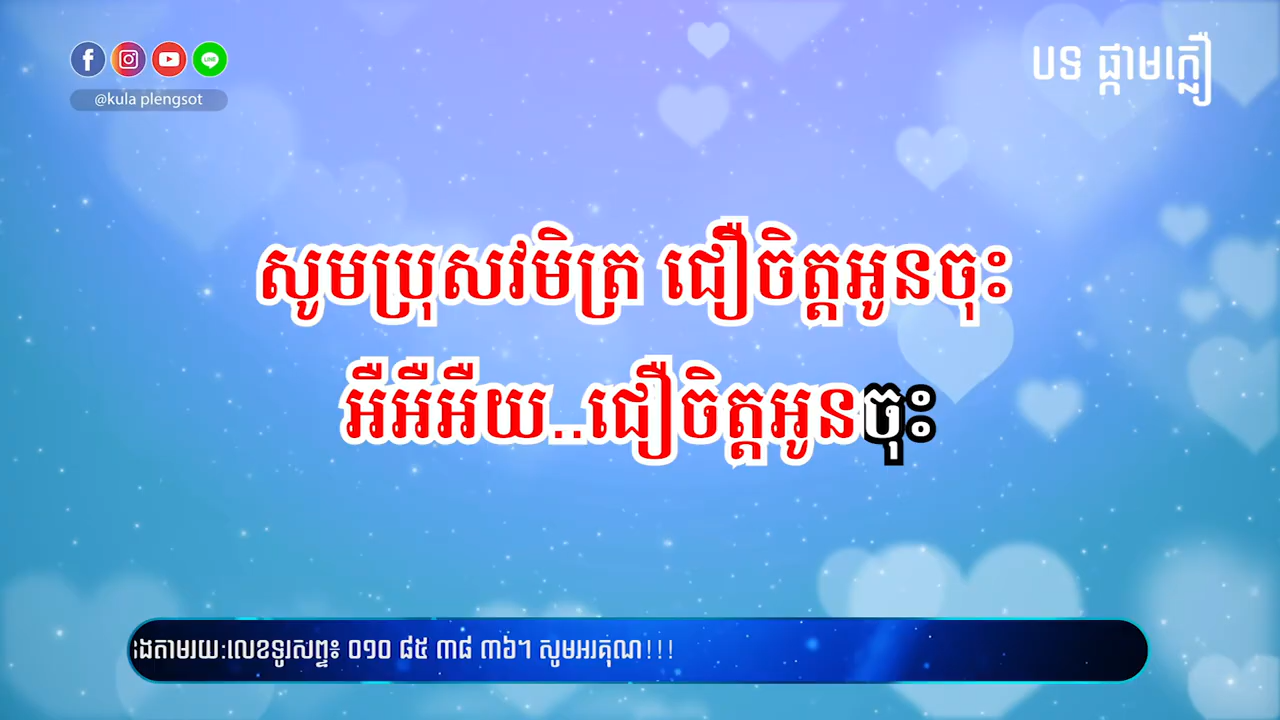 @kula plengsot
បទ ផ្កាមក្លឿ
សូមប្រុសវមិត្រ ជឿចិត្តអូនចុះ
អឺអឺអឺយ..ជឿចិត្តអូនចុះ
ងតាមរយៈលេខទូរសព្ទ៖ ០១០ ៨៥ ៣៨ ៣៦។ សូមអរគុណ!!!